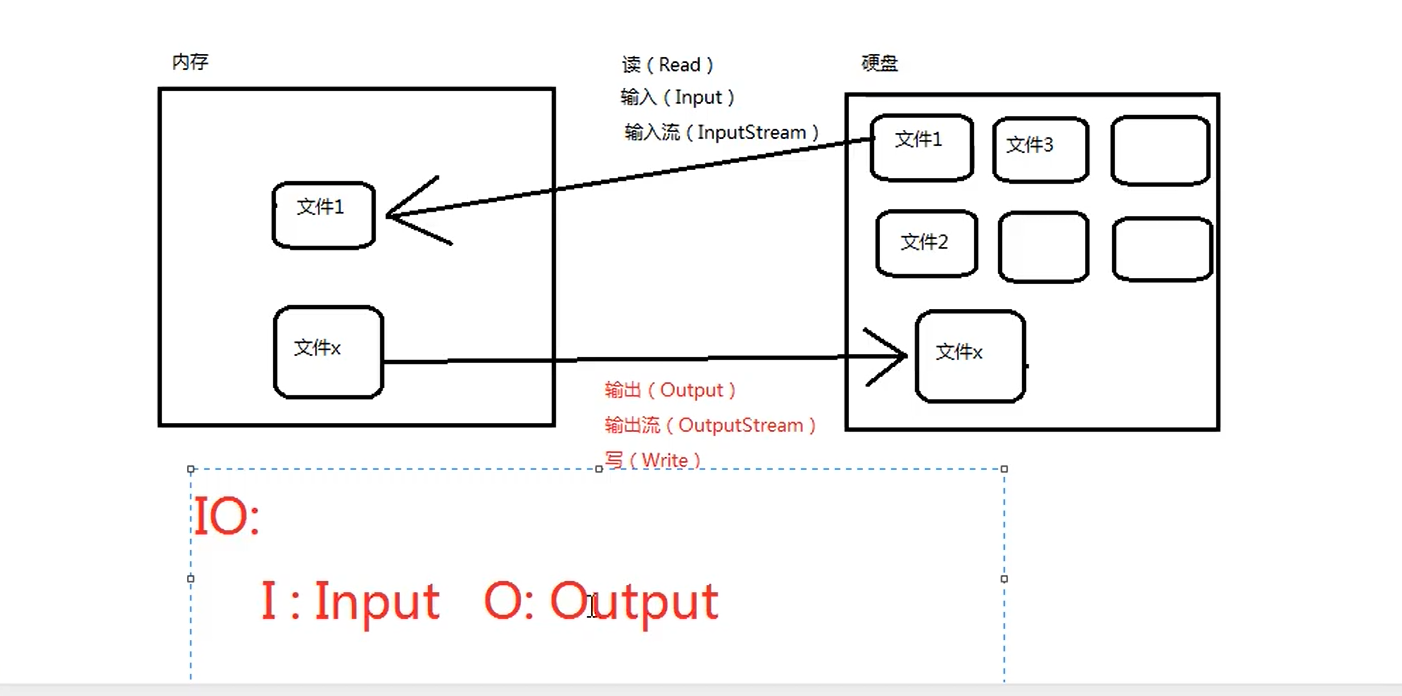 内存
读（Read）
输入（Input）
输入流（InputStream）
硬盘
文件1
文件3
文件1
文件2
文件x
文件x
输出（Output）
输出流（OutputStream）
写（Write）
IO:
I : Input O: Output